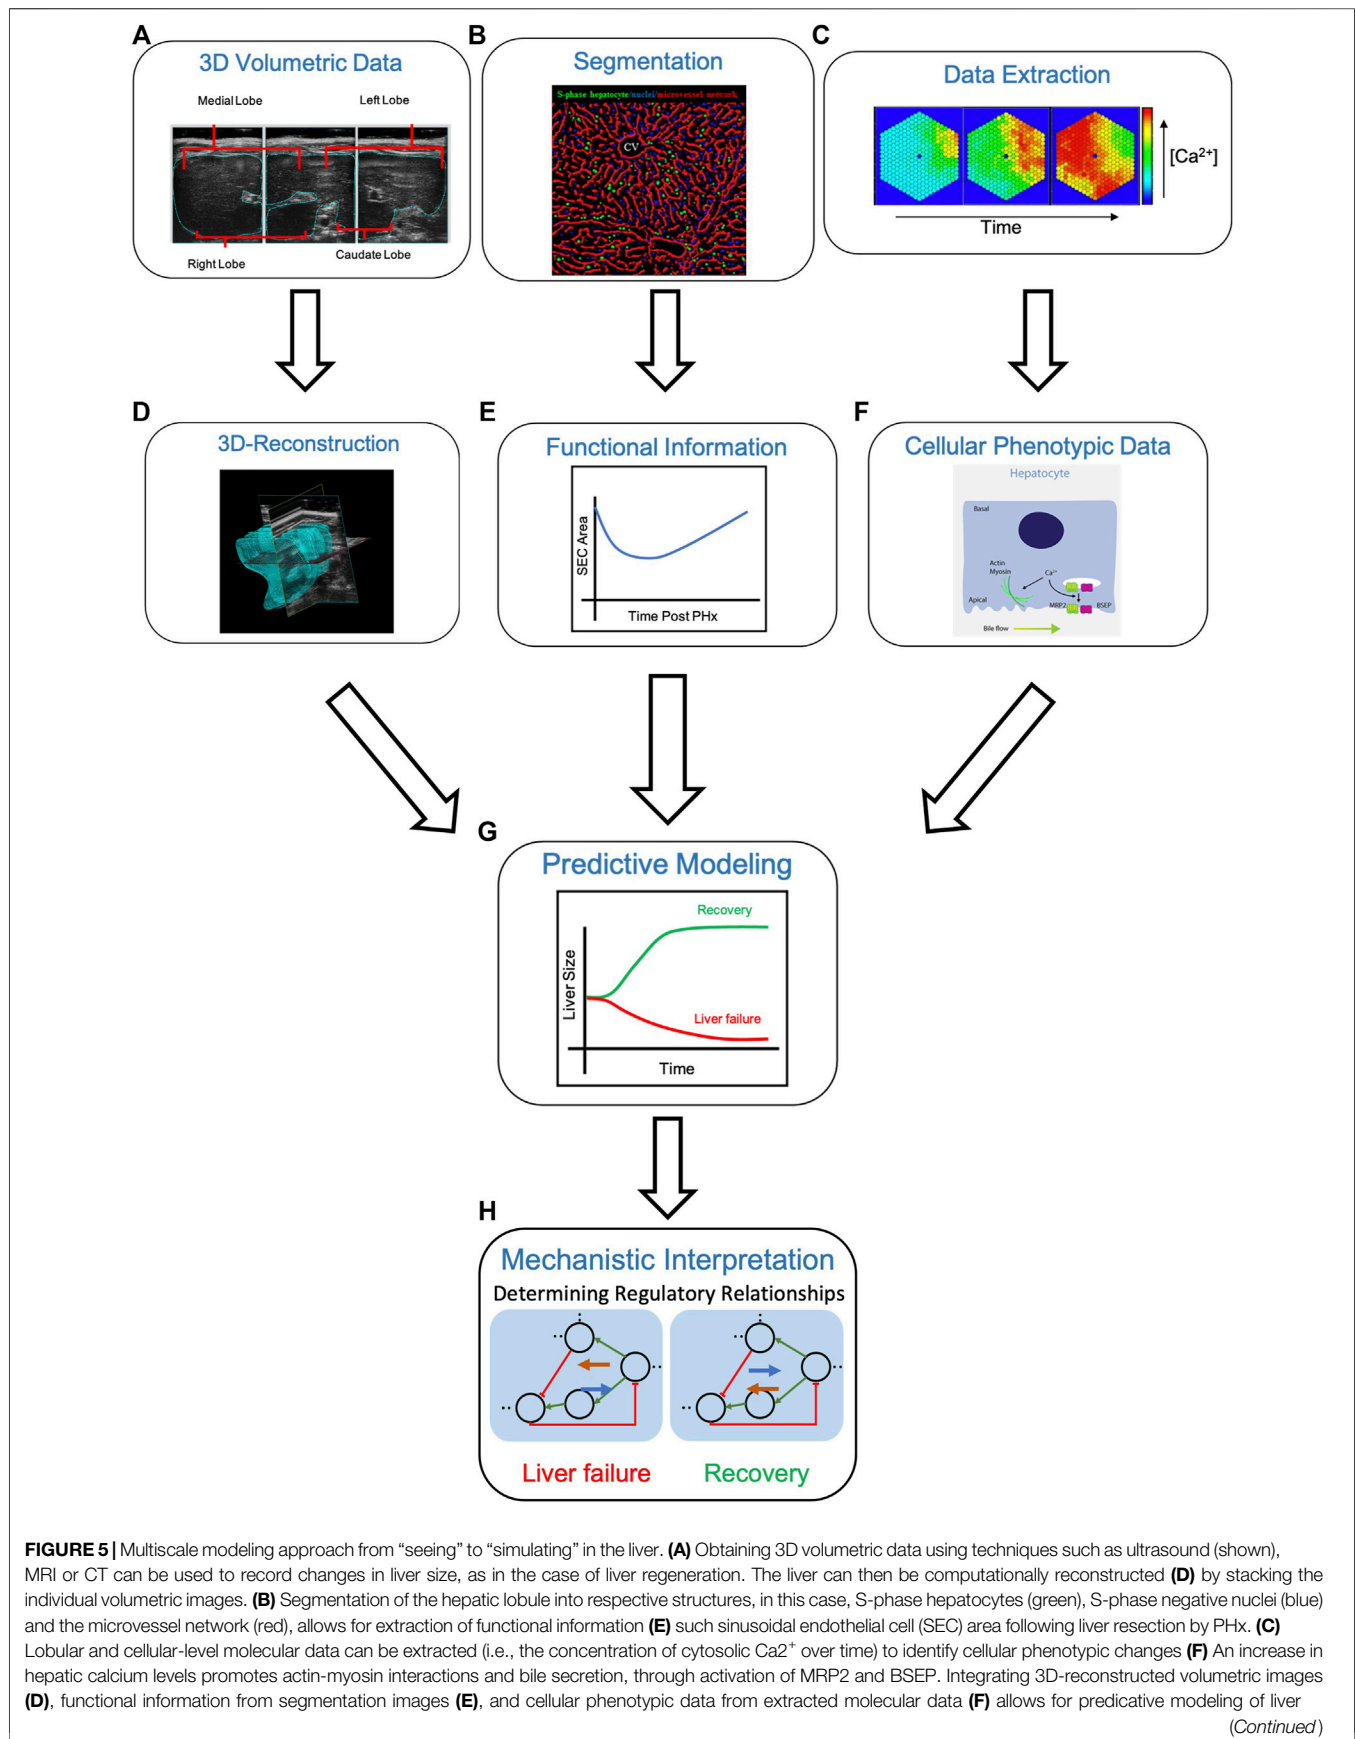 A
3D Volumetric Data
Medial Lobe
Left Lobe
Right Lobe
Caudate Lobe
B
Segmentation
S-phase hepatocyte/nuclei/microvessel network
CV
C
Data Extraction
[Ca2+]
Time
D
3D-Reconstruction
E
Functional Information
SEC Area
Time Post PHx
F
Cellular Phenotypic Data
Hepatocyte
Basal
Actin
Myosin
Ca2+
Apical
MRP2
BSEP
Bile flow
G
Predictive Modeling
Recovery
Liver Size
Liver failure
Time
H
Mechanistic Interpretation
Determining Regulatory Relationships
Liver failure
Recovery
FIGURE 5 | Multiscale modeling approach from “seeing” to “simulating” in the liver. (A) Obtaining 3D volumetric data using techniques such as ultrasound (shown),
MRI or CT can be used to record changes in liver size, as in the case of liver regeneration. The liver can then be computationally reconstructed (D) by stacking the
individual volumetric images. (B) Segmentation of the hepatic lobule into respective structures, in this case, S-phase hepatocytes (green), S-phase negative nuclei (blue)
and the microvessel network (red), allows for extraction of functional information (E) such sinusoidal endothelial cell (SEC) area following liver resection by PHx. (C)
Lobular and cellular-level molecular data can be extracted (i.e., the concentration of cytosolic Ca2+ over time) to identify cellular phenotypic changes (F) An increase in
hepatic calcium levels promotes actin-myosin interactions and bile secretion, through activation of MRP2 and BSEP. Integrating 3D-reconstructed volumetric images
(D), functional information from segmentation images (E), and cellular phenotypic data from extracted molecular data (F) allows for predicative modeling of liver
(Continued)